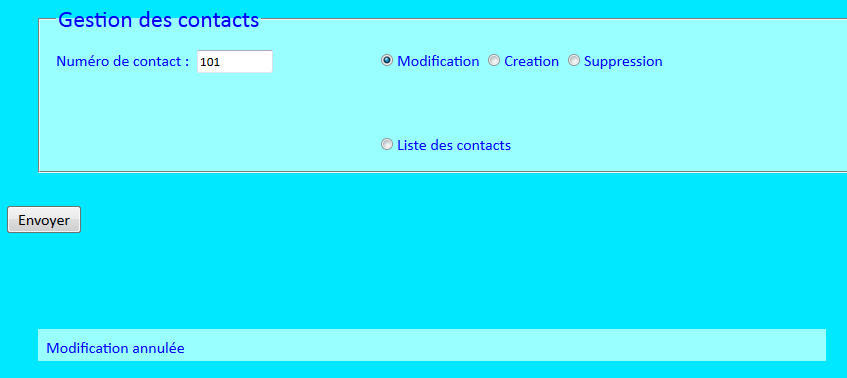 Gestion des contacts
Numéro de contact : 101 Modification Creation Suppression
Liste des contacts
Envoyer
Modification annulée